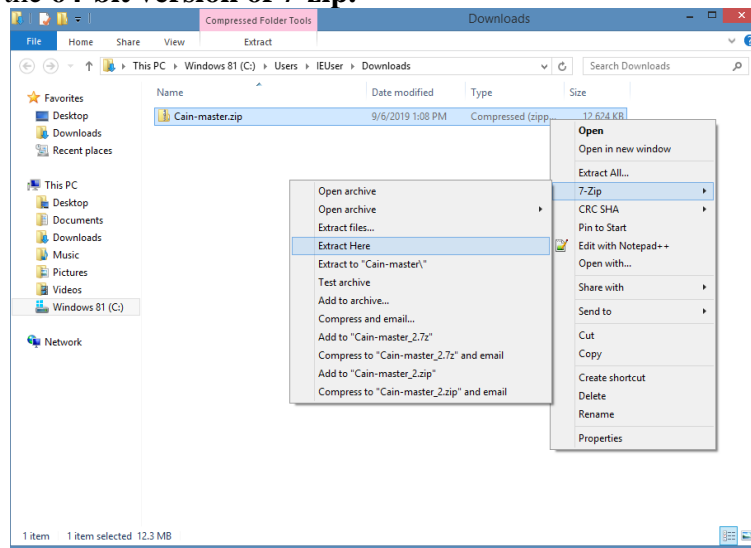 the 64-bit version of 7-zip.
Compressed Folder Tools
Downloads
File
Home
Share
View
Extract
This PC
Windows 81 (C:)
Users
IEUser
Downloads
Search Downloads
Favorites
Desktop
Downloads
Recent places
This PC
Desktop
Documents
Downloads
Music
Pictures
Videos
Windows 81 (C:)
Network
Name
Date modified
Type
Size
Cain-master.zip
9/6/2019 1:08 PM
Compressed (zipp...
12,624 KB
Open
Open in new window
Extract All...
7-Zip
CRC SHA
Pin to Start
Edit with Notepad++
Open with...
Share with
Send to
Cut
Copy
Create shortcut
Delete
Rename
Properties
Open archive
Open archive
Extract files...
Extract Here
Extract to "Cain-master\"
Test archive
Add to archive...
Compress and email...
Add to "Cain-master_2.7z"
Compress to "Cain-master_2.7z" and email
Add to "Cain-master_2.zip"
Compress to "Cain-master_2.zip" and email
1 item
1 item selected 12.3 MB